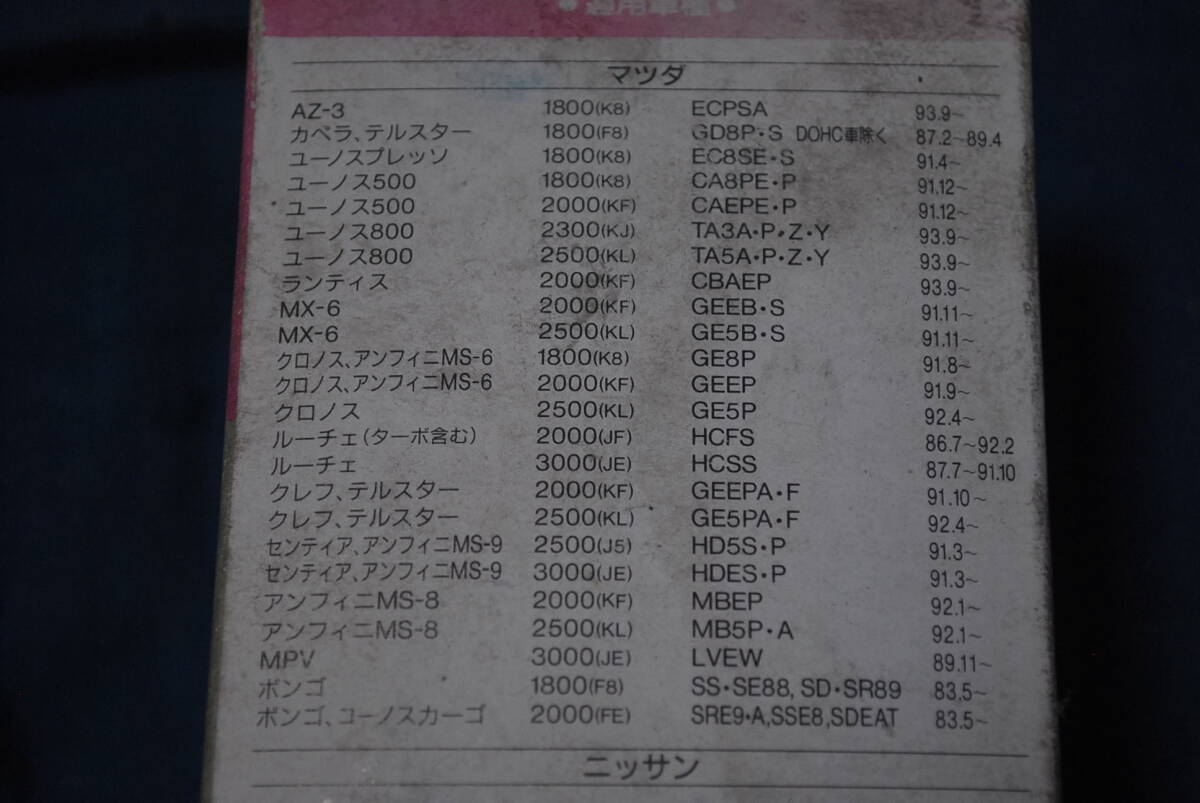 ●適用車種●
マツダ
AZ-3 1800(K8) ECPSA 93.9~
カペラ、テルスター 1800(F8) GD8P・S DOHC車除く 87.2~89.4
ユーノスプレッソ 1800(K8) EC8SE・S 91.4~
ユーノス500 1800(K8) CA8PE・P 91.12~
ユーノス500 2000(KF) CAEPE・P 91.12~
ユーノス800 2300(KJ) TA3A・P・Z・Y 93.9~
ユーノス800 2500(KL) TA5A・P・Z・Y 93.9~
ランティス 2000(KF) CBAEP 93.9~
MX-6 2000(KF) GEEB・S 91.11~
MX-6 2500(KL) GE5B・S 91.11~
クロノス、アンフィニMS-6 1800(K8) GE8P 91.8~
クロノス、アンフィニMS-6 2000(KF) GEEP 91.9~
クロノス 2500(KL) GE5P 92.4~
ルーチェ(ターボ含む) 2000(JF) HCFS 86.7~92.2
ルーチェ 3000(JE) HCSS 87.7~91.10
クレフ、テルスター 2000(KF) GEEPA・F 91.10~
クレフ、テルスター 2500(KL) GE5PA・F 92.4~
センティア、アンフィニMS-9 2500(J5) HD5S・P 91.3~
センティア、アンフィニMS-9 3000(JE) HDES・P 91.3~
アンフィニMS-8 2000(KF) MBEP 92.1~
アンフィニMS-8 2500(KL) MB5P・A 92.1~
MPV 3000(JE) LVEW 89.11~
ボンゴ 1800(F8) SS・SE88, SD・SR89 83.5~
ボンゴ、ユーノスカーゴ 2000(FE) SRE9・A,SSE8,SDEAT 83.5~
ニッサン